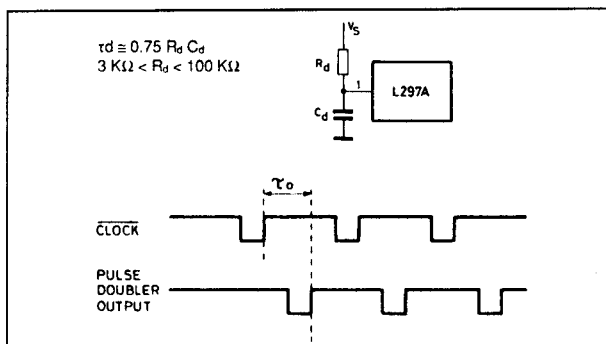 τd ≅ 0.75 Rd Cd
3 KΩ < Rd < 100 KΩ
VS
Rd
1
L297A
Cd
τo
CLOCK
PULSE
DOUBLER
OUTPUT